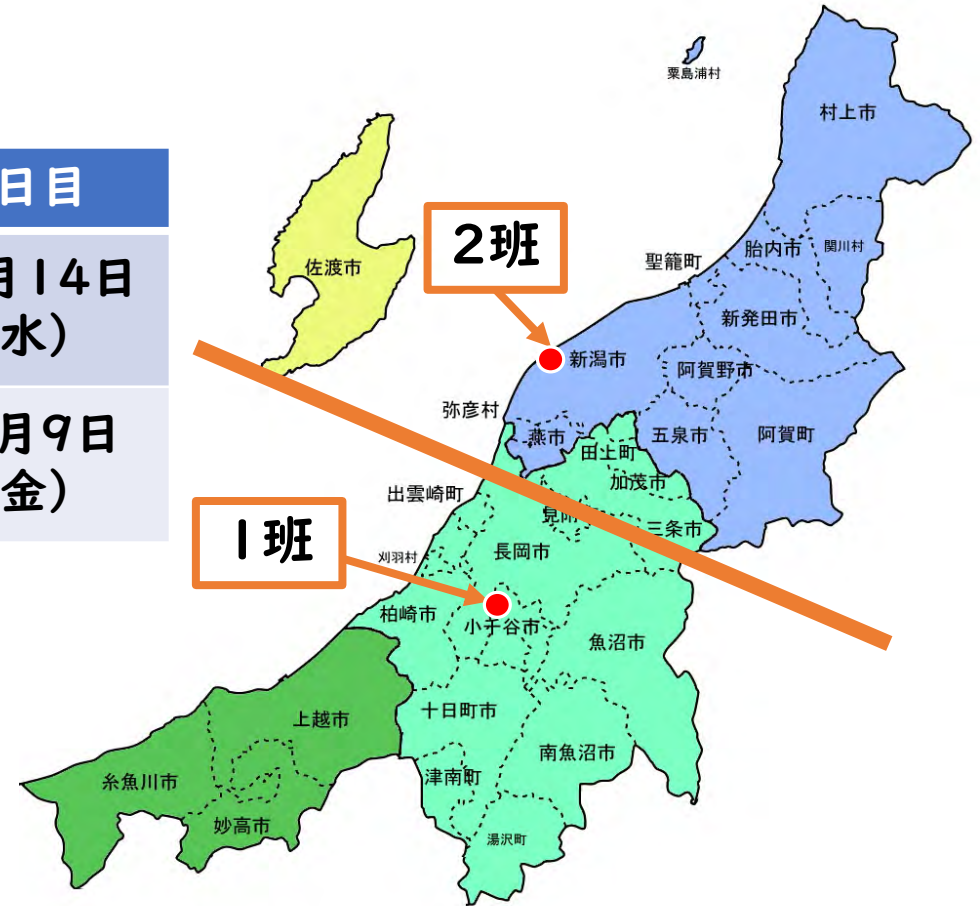 日目
月14日
水）
月9日
金）
粟島浦村
村上市
佐渡市
2班
聖籠町
胎内市
関川村
新発田市
新潟市
阿賀野市
弥彦村
燕市
五泉市
阿賀町
田上町
加茂市
出雲崎町
見附
三条市
1班
長岡市
刈羽村
柏崎市
小千谷市
魚沼市
十日町市
上越市
南魚沼市
津南町
糸魚川市
妙高市
湯沢町